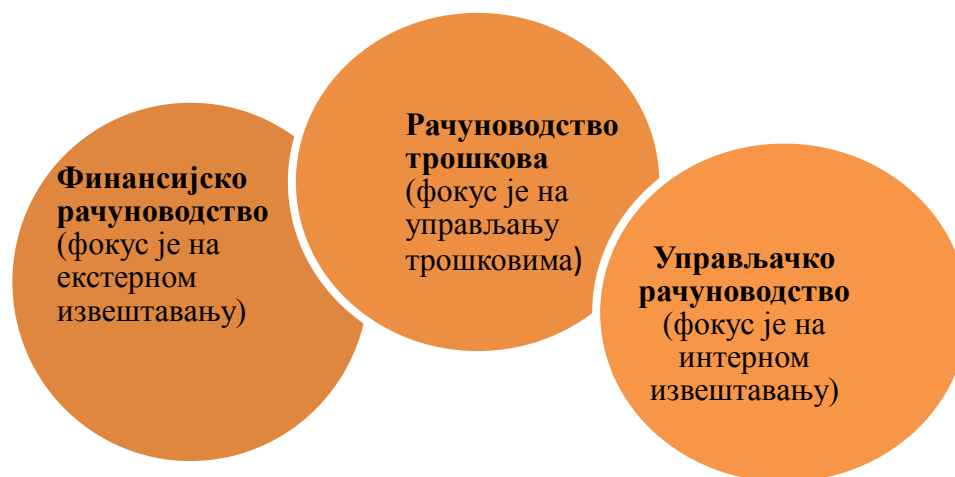 Финансијско
рачуноводство
(фокус је на
екстерном
извештавању)
Рачуноводство
трошкова
(фокус је на
управљању
трошковима)
Управљачко
рачуноводство
(фокус је на
интерном
извештавању)